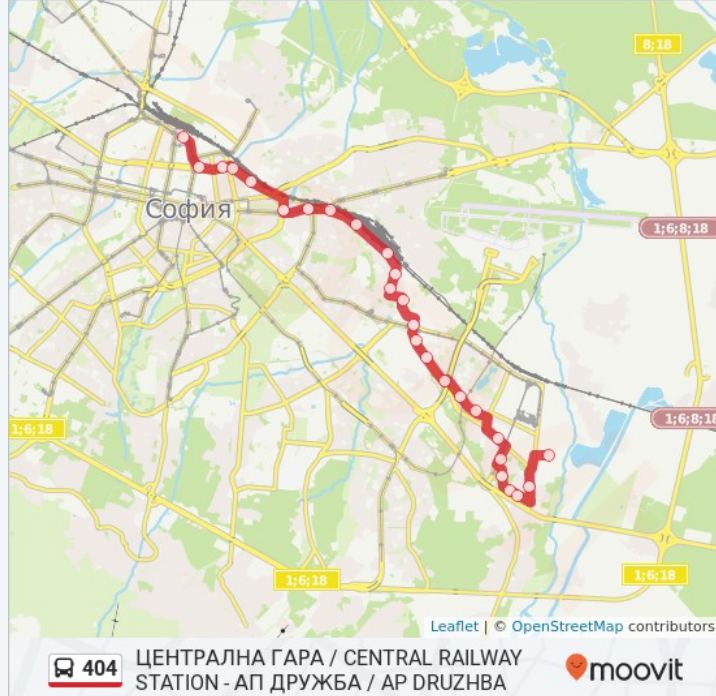 8;18
София
1;6;8;18
1;6;8;18
1;6;18
1;6;18
1;6;18
Leaflet | © OpenStreetMap contributors
404
ЦЕНТРАЛНА ГАРА / CENTRAL RAILWAY
STATION - АП ДРУЖБА / AP DRUZHBA
moovit